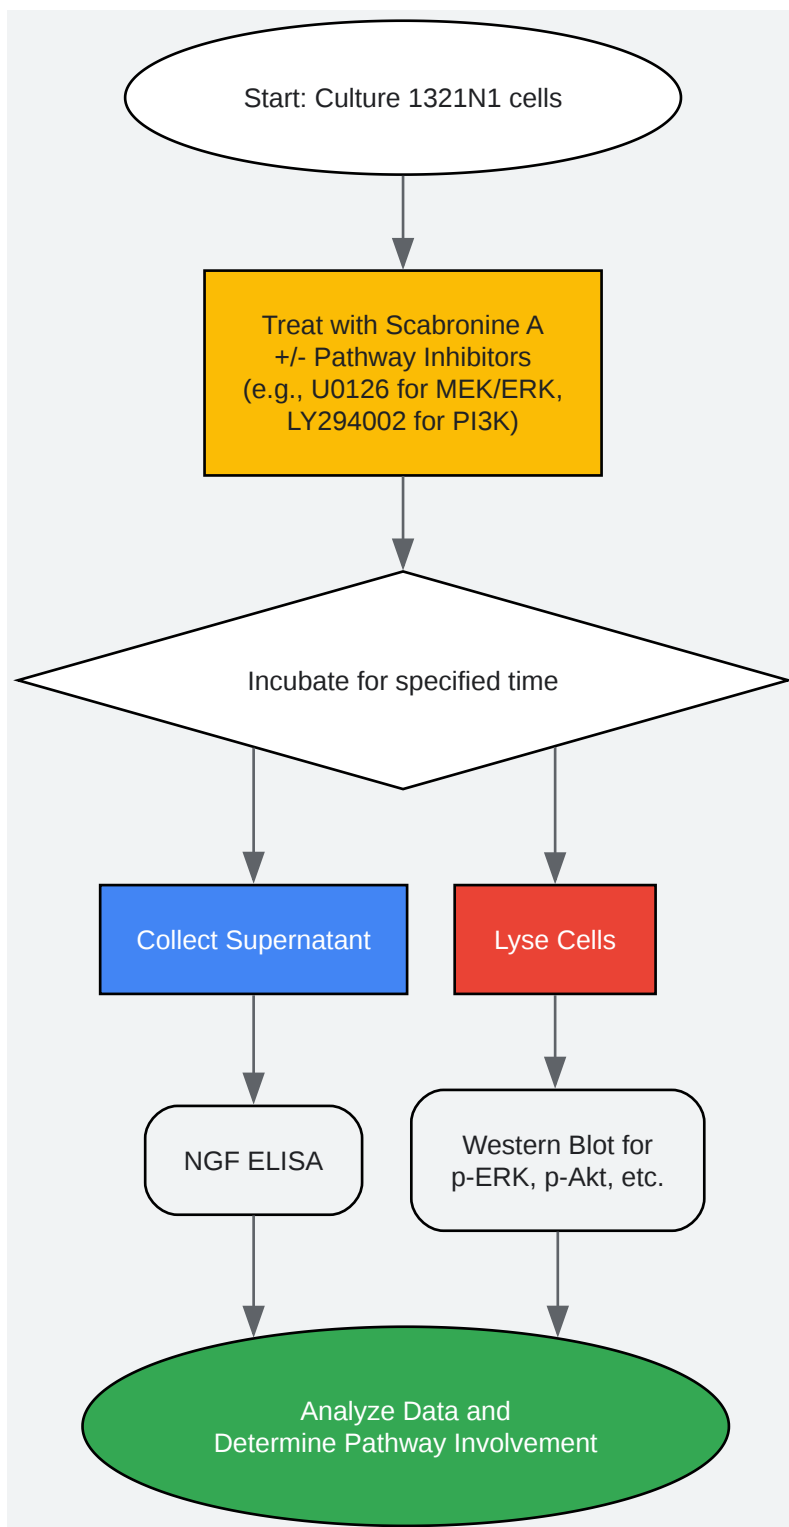 Start: Culture 1321N1 cells
Treat with Scabronine A
+/- Pathway Inhibitors
(e.g., U0126 for MEK/ERK,
LY294002 for PI3K)
Incubate for specified time
Collect Supernatant
Lyse Cells
NGF ELISA
Western Blot for
p-ERK, p-Akt, etc.
Analyze Data and
Determine Pathway Involvement